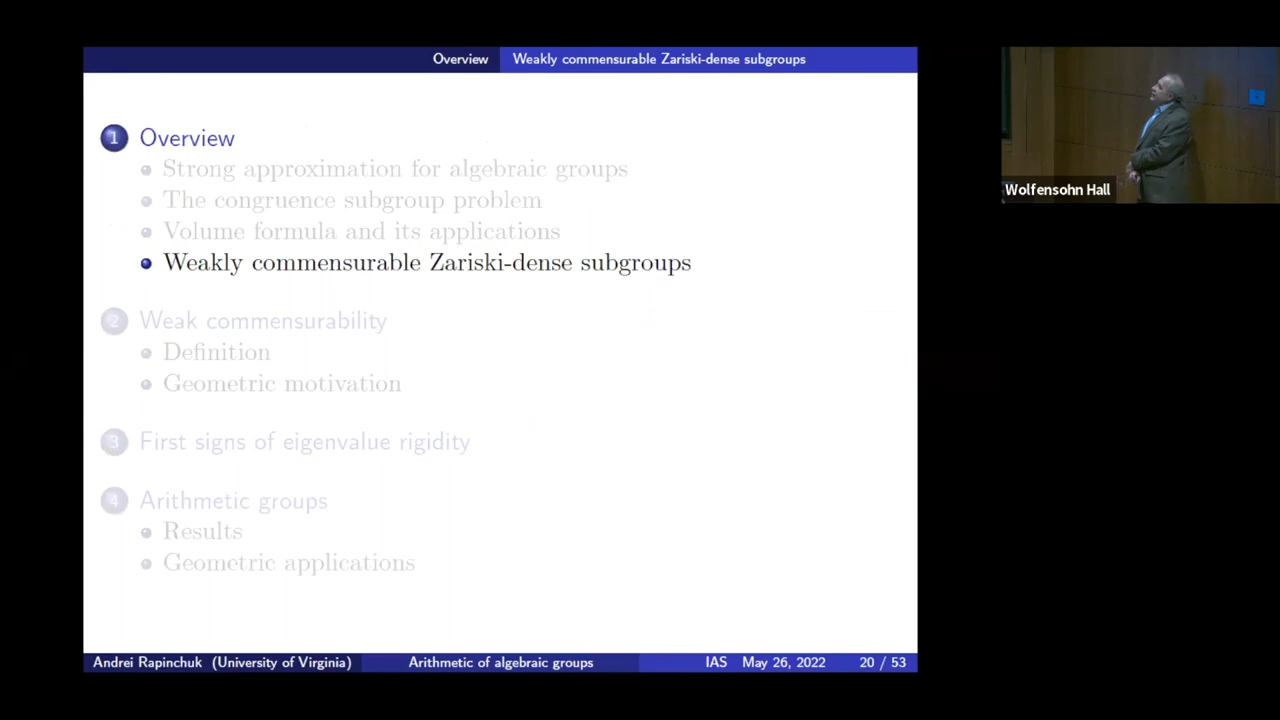 Overview Weakly commensurable Zariski-dense subgroups
1 Overview
Strong approximation for algebraic groups
The congruence subgroup problem
Volume formula and its applications
Weakly commensurable Zariski-dense subgroups
2 Weak commensurability
Definition
Geometric motivation
3 First signs of eigenvalue rigidity
4 Arithmetic groups
Results
Geometric applications
Andrei Rapinchuk (University of Virginia) Arithmetic of algebraic groups IAS May 26, 2022 20 / 53
Wolfensohn Hall